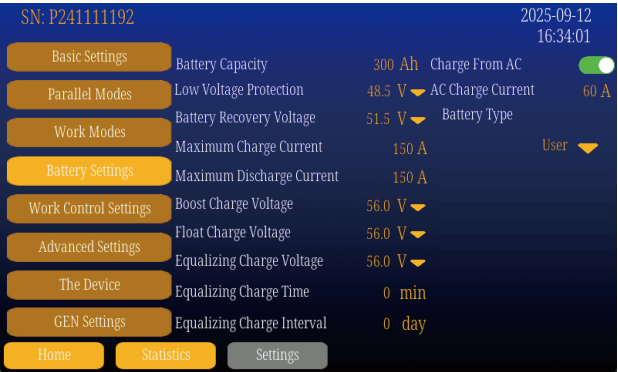 SN: P241111192
2025-09-12
16:34:01
Basic Settings
Parallel Modes
Work Modes
Battery Settings
Work Control Settings
Advanced Settings
The Device
GEN Settings
Battery Capacity 300 Ah
Low Voltage Protection 48.5 V
Battery Recovery Voltage 51.5 V
Maximum Charge Current 150 A
Maximum Discharge Current 150 A
Boost Charge Voltage 56.0 V
Float Charge Voltage 56.0 V
Equalizing Charge Voltage 56.0 V
Equalizing Charge Time 0 min
Equalizing Charge Interval 0 day
Charge From AC
AC Charge Current 60 A
Battery Type
User
Home
Statistics
Settings